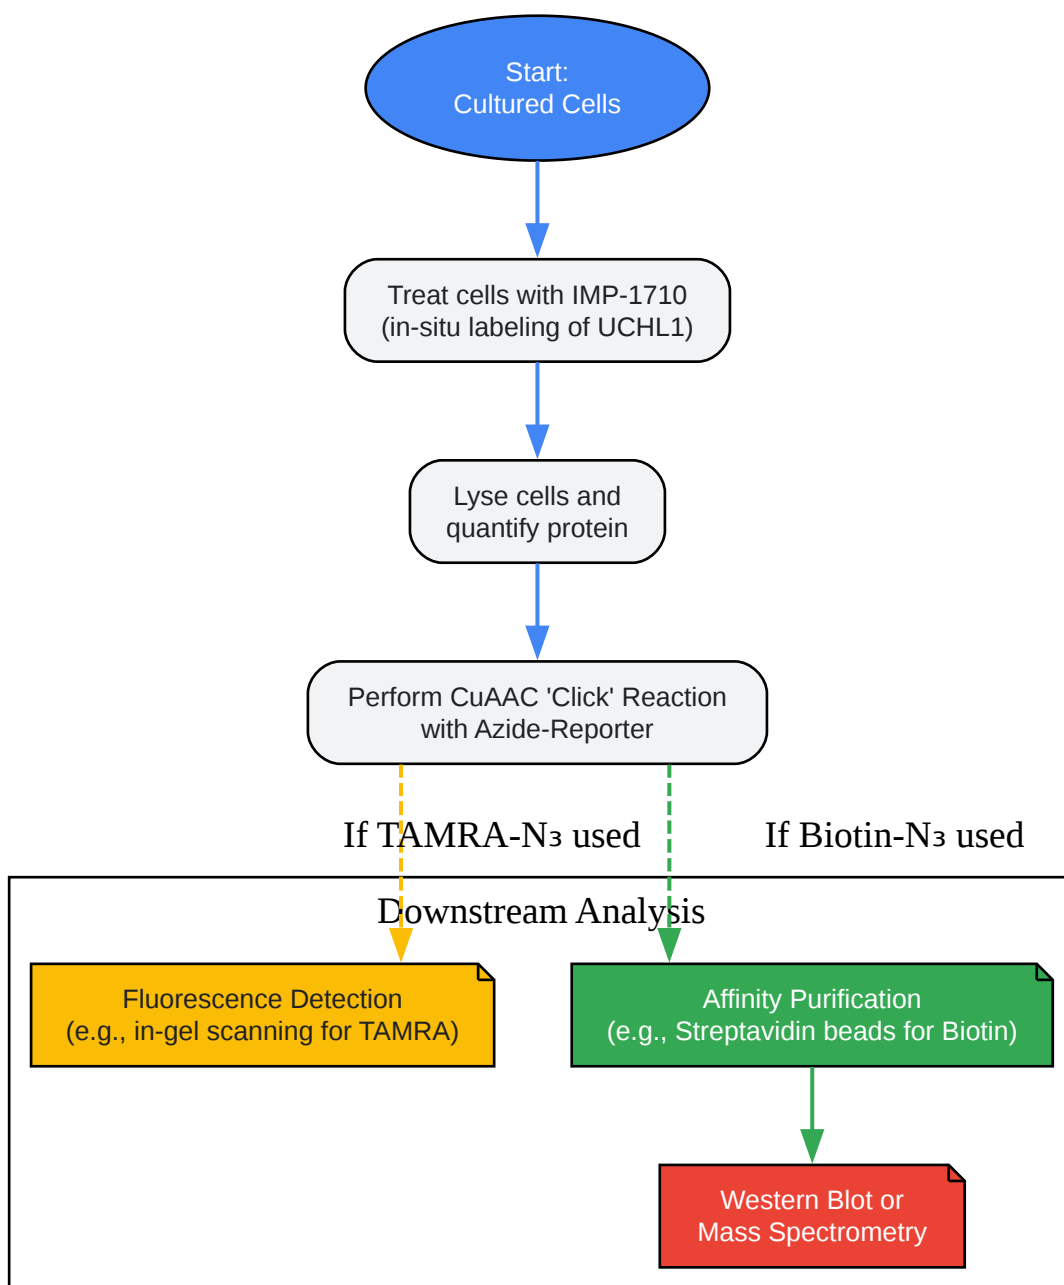 Start:
Cultured Cells
Treat cells with IMP-1710
(in-situ labeling of UCHL1)
Lyse cells and
quantify protein
Perform CuAAC 'Click' Reaction
with Azide-Reporter
If TAMRA-N₃ used
If Biotin-N₃ used
Downstream Analysis
Fluorescence Detection
(e.g., in-gel scanning for TAMRA)
Affinity Purification
(e.g., Streptavidin beads for Biotin)
Western Blot or
Mass Spectrometry